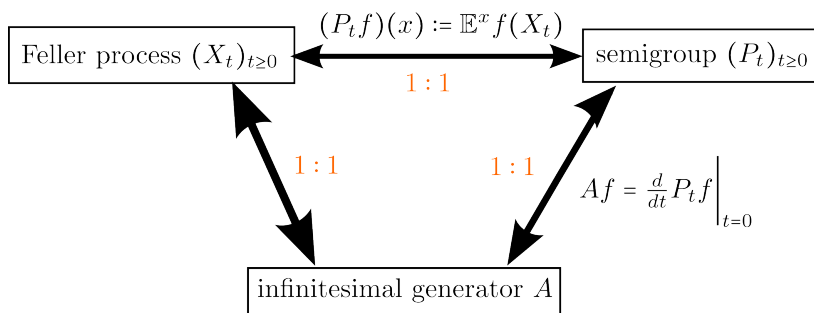 (P_t f)(x) := 𝔼^x f(X_t)
Feller process (X_t)_{t≥0}
semigroup (P_t)_{t≥0}
1 : 1
1 : 1
1 : 1
Af = \frac{d}{dt} P_t f |_{t=0}
infinitesimal generator A